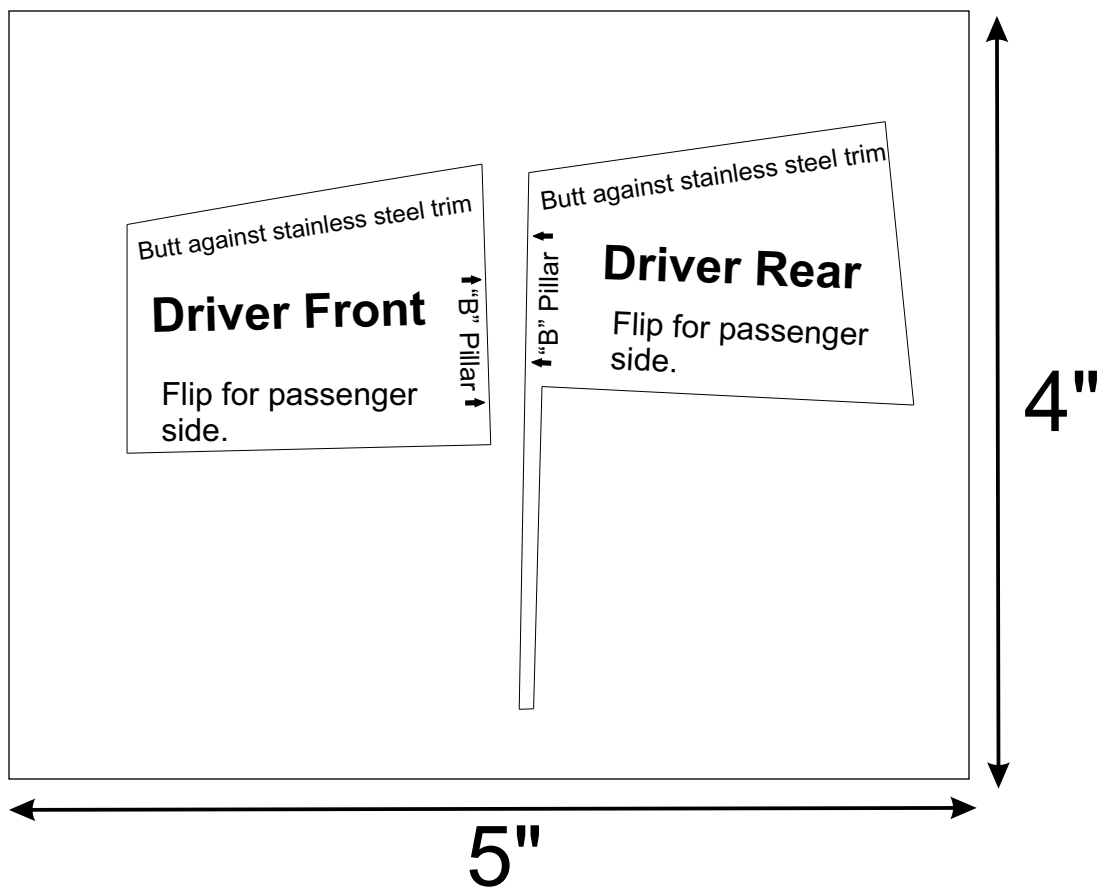 Butt against stainless steel trim
Driver Front
"B" Pillar
Flip for passenger
side.
Butt against stainless steel trim
Driver Rear
“B” Pillar
Flip for passenger
side.
4"
5"